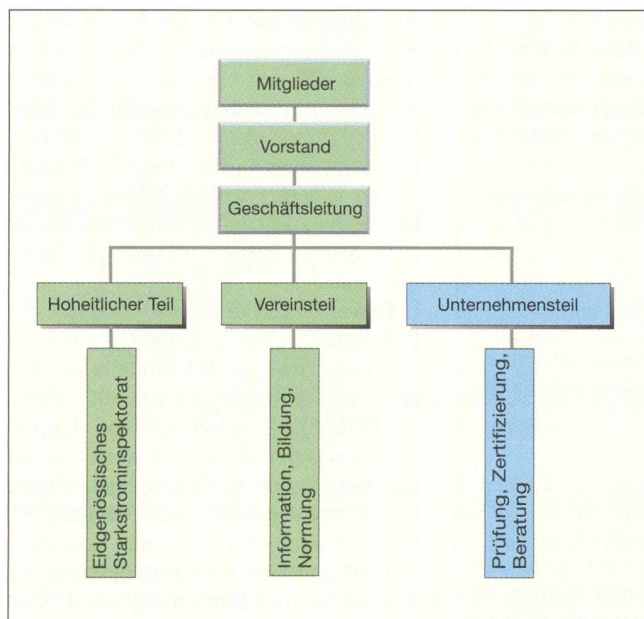 Mitglieder
Vorstand
Geschäftsleitung
Hoheitlicher Teil
Vereinsteil
Unternehmensteil
Eidgenössisches
Starkstrominspektorat
Information, Bildung,
Normung
Prüfung, Zertifizierung,
Beratung